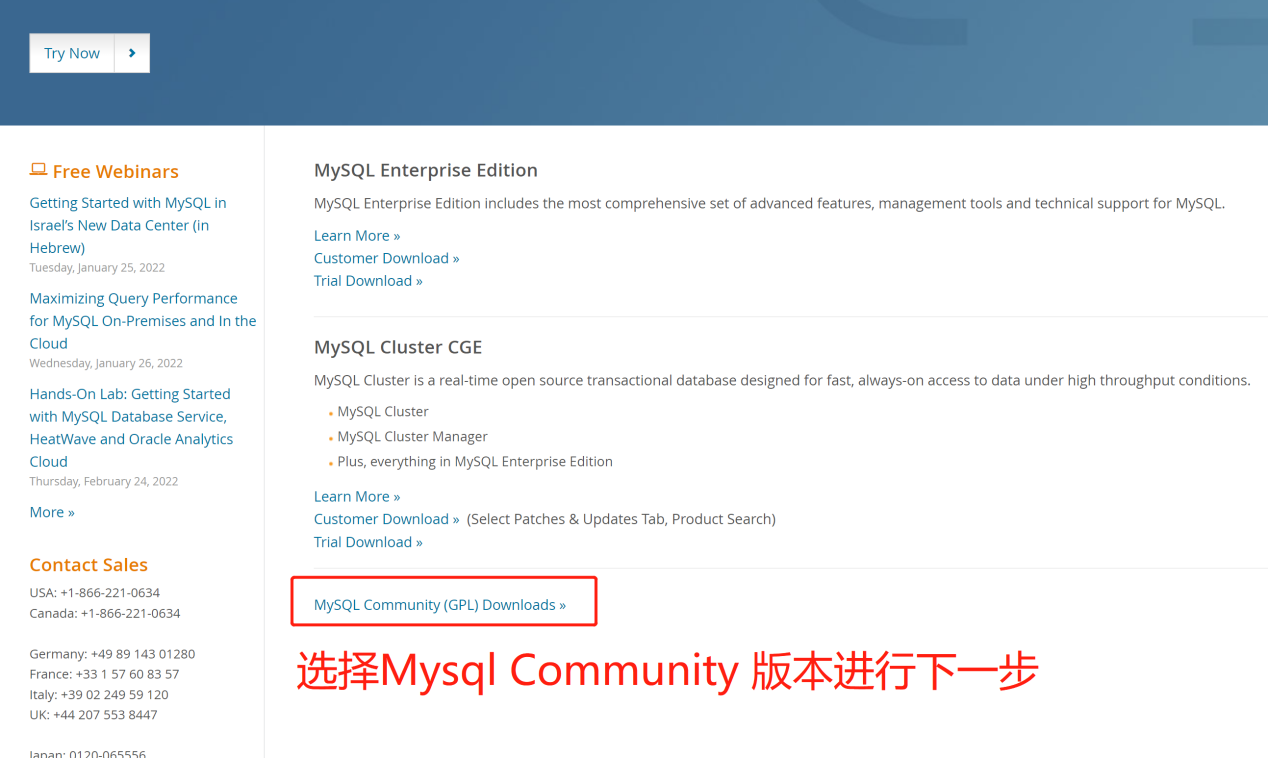 Try Now
Free Webinars
Getting Started with MySQL in
Israel’s New Data Center (in
Hebrew)
Tuesday, January 25, 2022
Maximizing Query Performance
for MySQL On-Premises and In the
Cloud
Wednesday, January 26, 2022
Hands-On Lab: Getting Started
with MySQL Database Service,
HeatWave and Oracle Analytics
Cloud
Thursday, February 24, 2022
More »
Contact Sales
USA: +1-866-221-0634
Canada: +1-866-221-0634
Germany: +49 89 143 01280
France: +33 1 57 60 83 57
Italy: +39 02 249 59 120
UK: +44 207 553 8447
Japan: 0120-065556
MySQL Enterprise Edition
MySQL Enterprise Edition includes the most comprehensive set of advanced features, management tools and technical support for MySQL.
Learn More »
Customer Download »
Trial Download »
MySQL Cluster CGE
MySQL Cluster is a real-time open source transactional database designed for fast, always-on access to data under high throughput conditions.
MySQL Cluster
MySQL Cluster Manager
Plus, everything in MySQL Enterprise Edition
Learn More »
Customer Download » (Select Patches & Updates Tab, Product Search)
Trial Download »
MySQL Community (GPL) Downloads »
选择Mysql Community 版本进行下一步